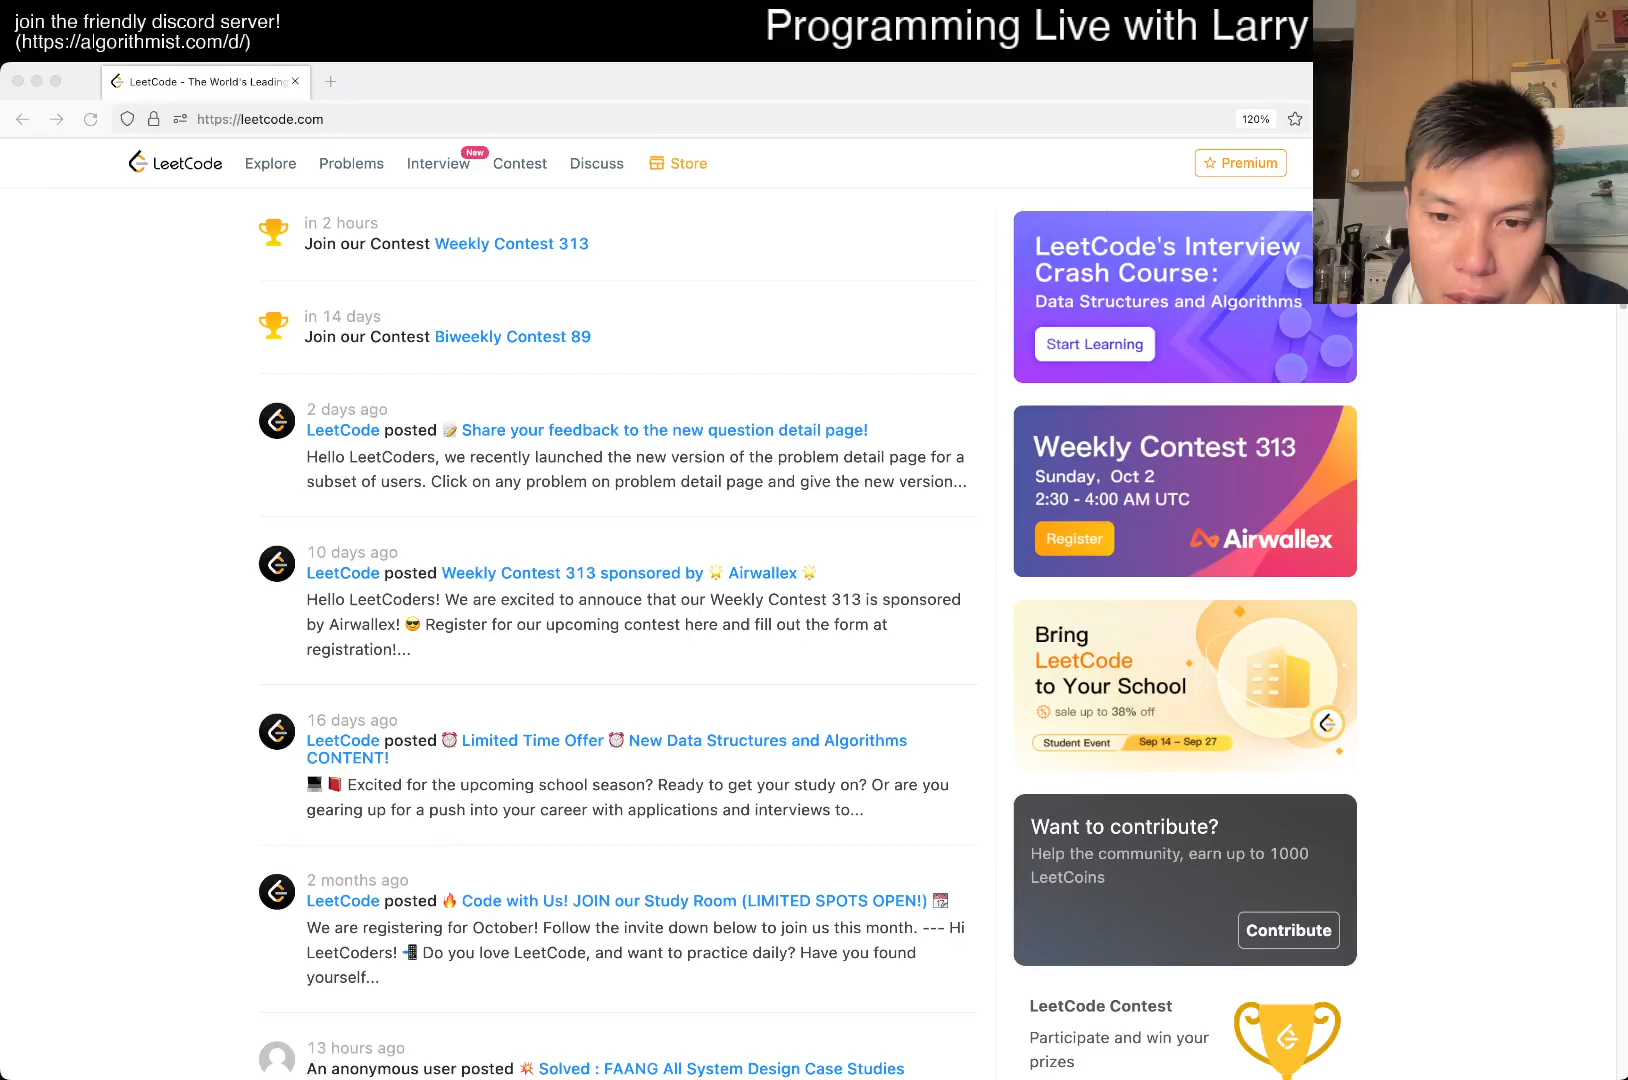 join the friendly discord server!
(https://algorithmist.com/d/)
Programming Live with Larry
LeetCode - The World's Leading
https://leetcode.com
120%
LeetCode
Explore
Problems
Interview
New
Contest
Discuss
Store
Premium
in 2 hours
Join our Contest Weekly Contest 313
in 14 days
Join our Contest Biweekly Contest 89
2 days ago
LeetCode posted 📝 Share your feedback to the new question detail page!
Hello LeetCoders, we recently launched the new version of the problem detail page for a
subset of users. Click on any problem on problem detail page and give the new version...
10 days ago
LeetCode posted Weekly Contest 313 sponsored by 🌟 Airwallex 🌟
Hello LeetCoders! We are excited to annouce that our Weekly Contest 313 is sponsored
by Airwallex! 😎 Register for our upcoming contest here and fill out the form at
registration!...
16 days ago
LeetCode posted ⏰ Limited Time Offer ⏰ New Data Structures and Algorithms
CONTENT!
💻 📕 Excited for the upcoming school season? Ready to get your study on? Or are you
gearing up for a push into your career with applications and interviews to...
2 months ago
LeetCode posted 🔥 Code with Us! JOIN our Study Room (LIMITED SPOTS OPEN!) 📆
We are registering for October! Follow the invite down below to join us this month. --- Hi
LeetCoders! 📲 Do you love LeetCode, and want to practice daily? Have you found
yourself...
13 hours ago
An anonymous user posted 💥 Solved : FAANG All System Design Case Studies
LeetCode's Interview
Crash Course:
Data Structures and Algorithms
Start Learning
Weekly Contest 313
Sunday, Oct 2
2:30 - 4:00 AM UTC
Register
Airwallex
Bring
LeetCode
to Your School
sale up to 38% off
Student Event
Sep 14 – Sep 27
Want to contribute?
Help the community, earn up to 1000
LeetCoins
Contribute
LeetCode Contest
Participate and win your
prizes